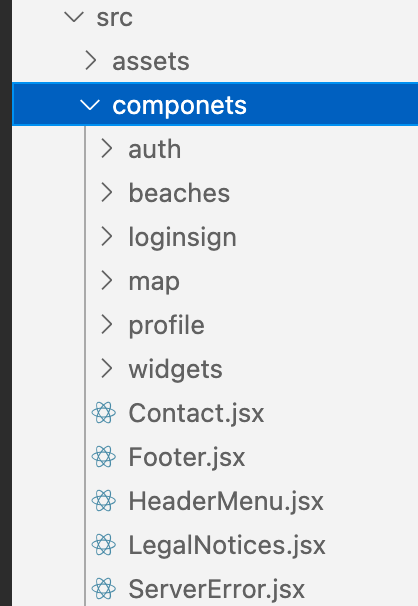 src
assets
componets
auth
beaches
loginsign
map
profile
widgets
Contact.jsx
Footer.jsx
HeaderMenu.jsx
LegalNotices.jsx
ServerError.jsx